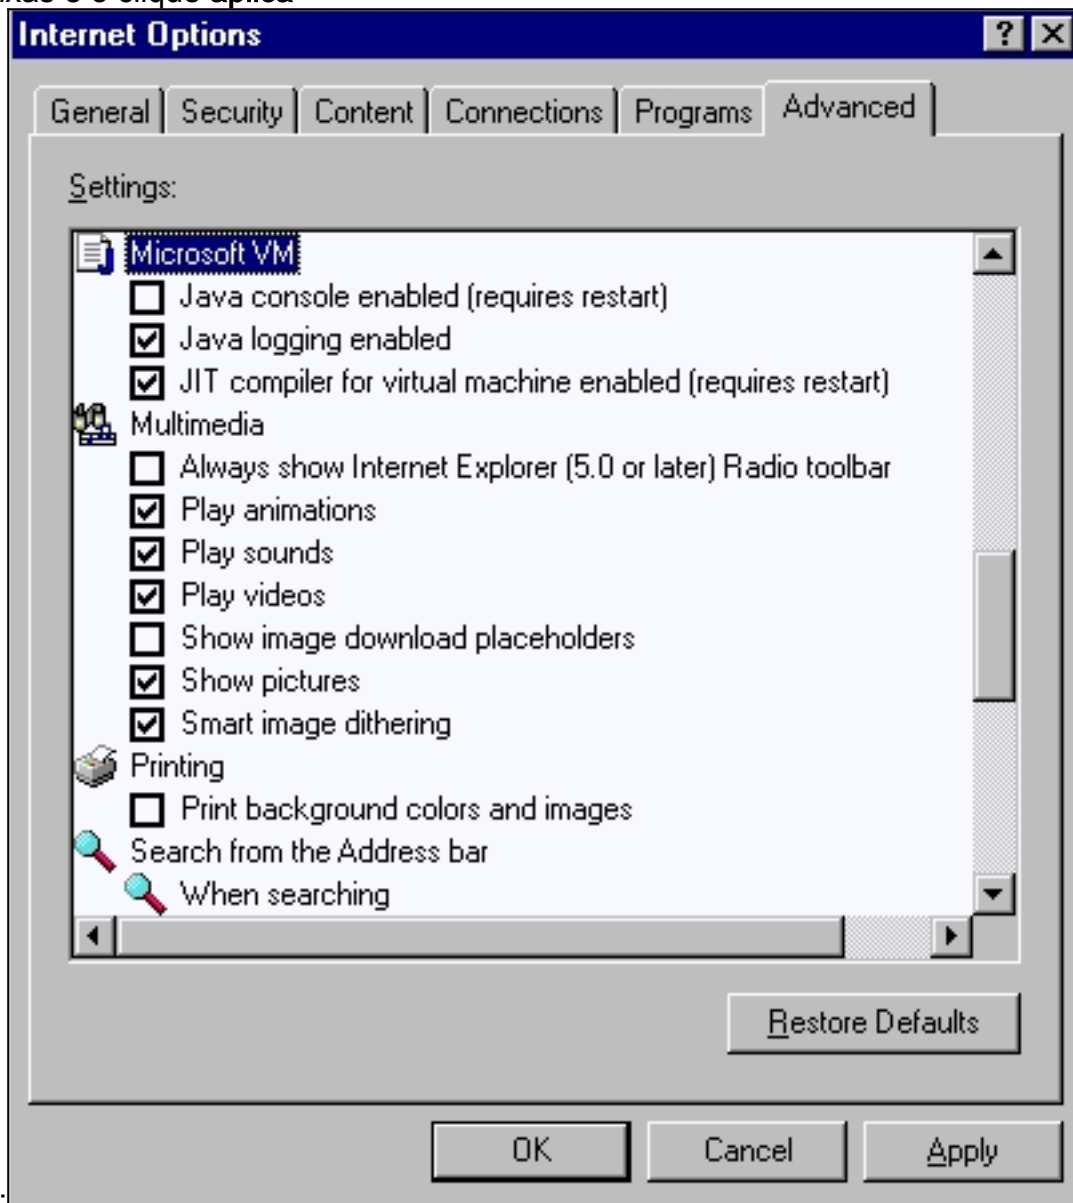 clique aplica
Internet Options
General Security Content Connections Programs Advanced
Settings:
Microsoft VM
Java console enabled (requires restart)
Java logging enabled
JIT compiler for virtual machine enabled (requires restart)
Multimedia
Always show Internet Explorer (5.0 or later) Radio toolbar
Play animations
Play sounds
Play videos
Show image download placeholders
Show pictures
Smart image dithering
Printing
Print background colors and images
Search from the Address bar
When searching
Restore Defaults
OK Cancel Apply
.